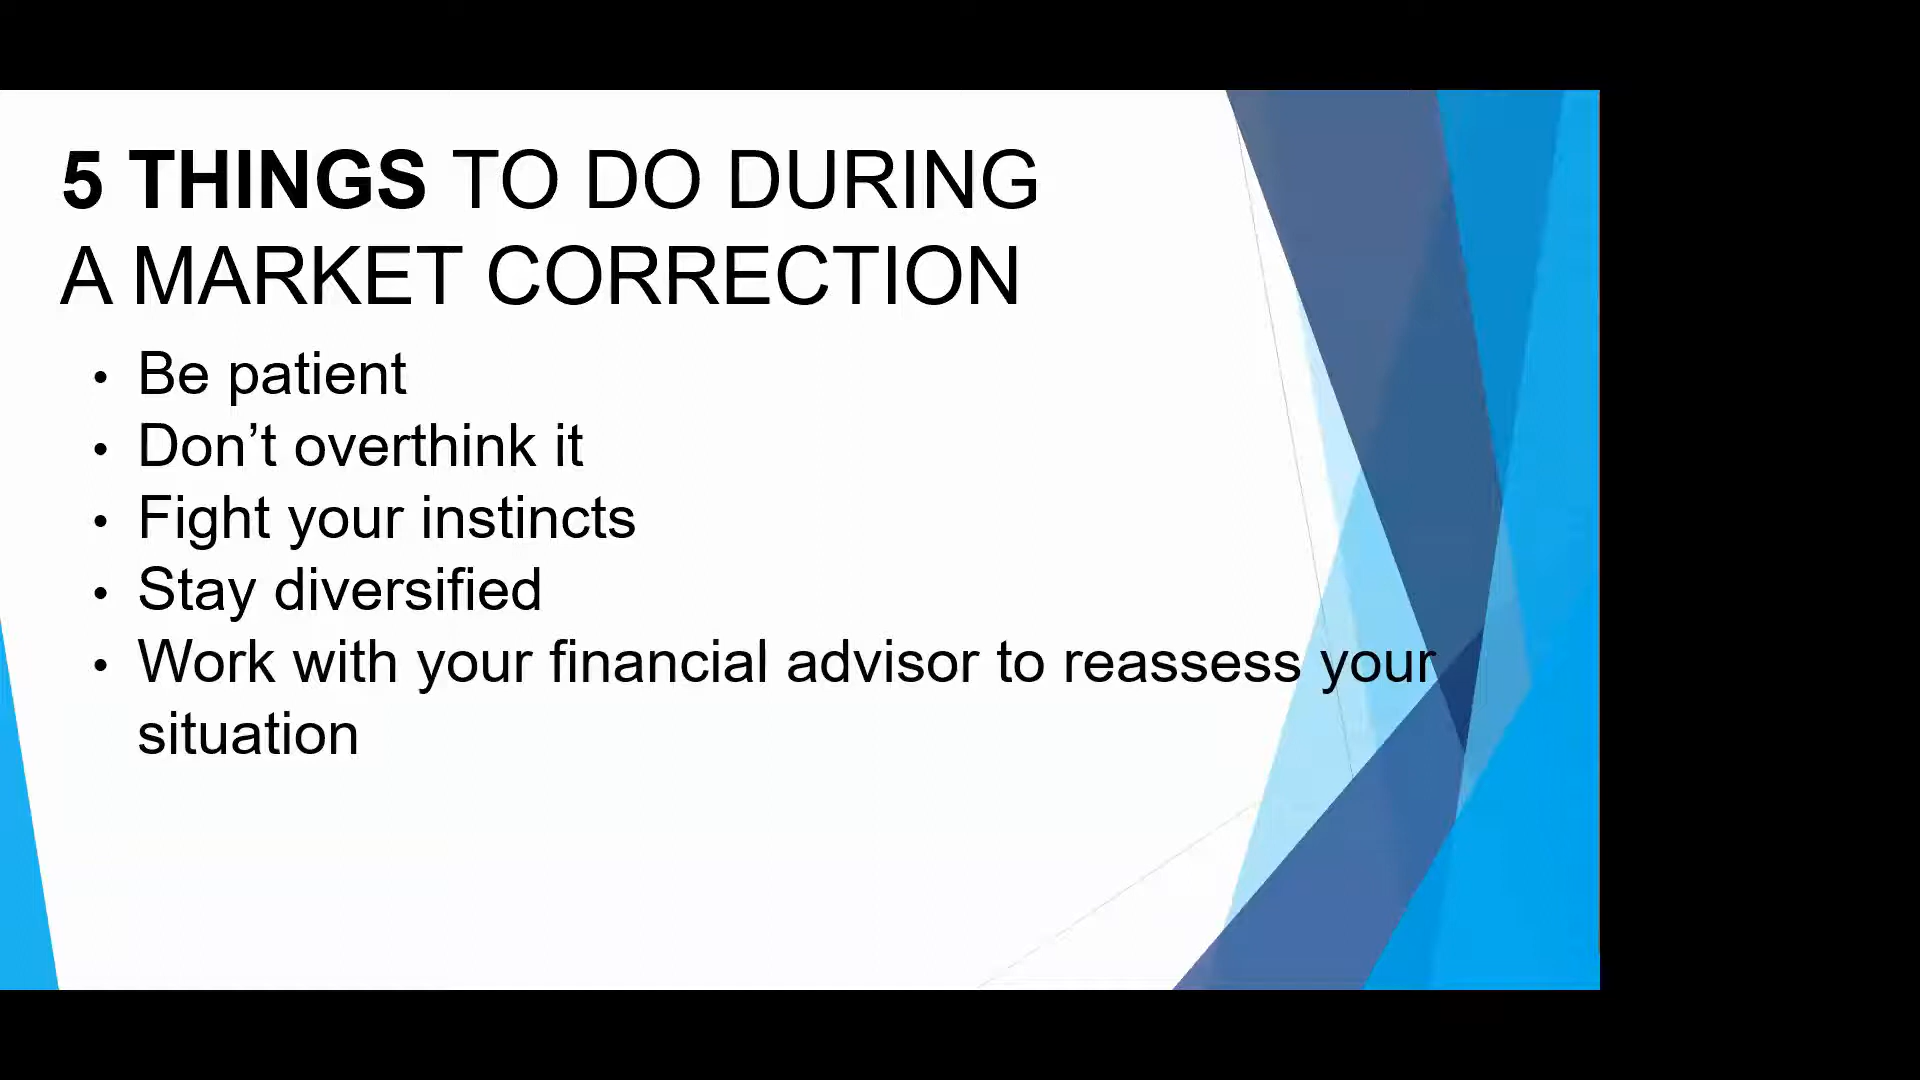 5 THINGS TO DO DURING
A MARKET CORRECTION
• Be patient
• Don’t overthink it
• Fight your instincts
• Stay diversified
• Work with your financial advisor to reassess your
situation